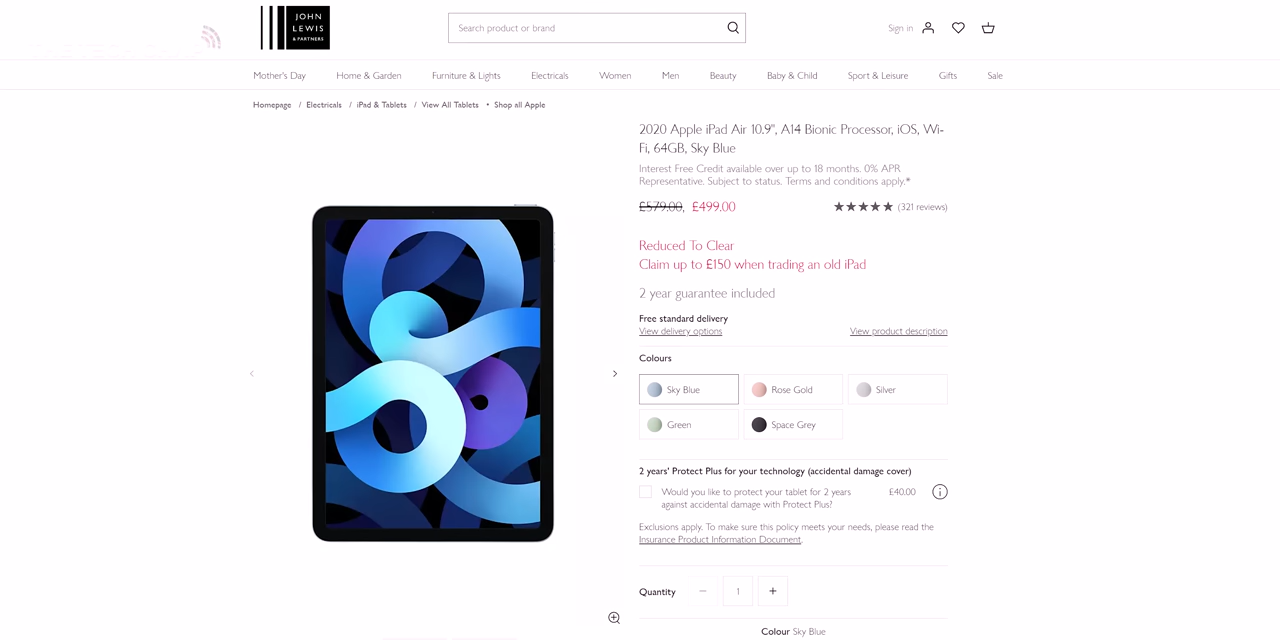 JOHN
LEWIS
& PARTNERS
Search product or brand
Sign in
Mother's Day
Home & Garden
Furniture & Lights
Electricals
Women
Men
Beauty
Baby & Child
Sport & Leisure
Gifts
Sale
Homepage / Electricals / iPad & Tablets / View All Tablets • Shop all Apple
2020 Apple iPad Air 10.9", A14 Bionic Processor, iOS, Wi-
Fi, 64GB, Sky Blue
Interest Free Credit available over up to 18 months. 0% APR
Representative. Subject to status. Terms and conditions apply.*
£579.00, £499.00
★★★★★ (321 reviews)
Reduced To Clear
Claim up to £150 when trading an old iPad
2 year guarantee included
Free standard delivery
View delivery options
View product description
Colours
Sky Blue
Rose Gold
Silver
Green
Space Grey
2 years' Protect Plus for your technology (accidental damage cover)
Would you like to protect your tablet for 2 years £40.00
against accidental damage with Protect Plus?
Exclusions apply. To make sure this policy meets your needs, please read the
Insurance Product Information Document.
Quantity − 1 +
Colour Sky Blue